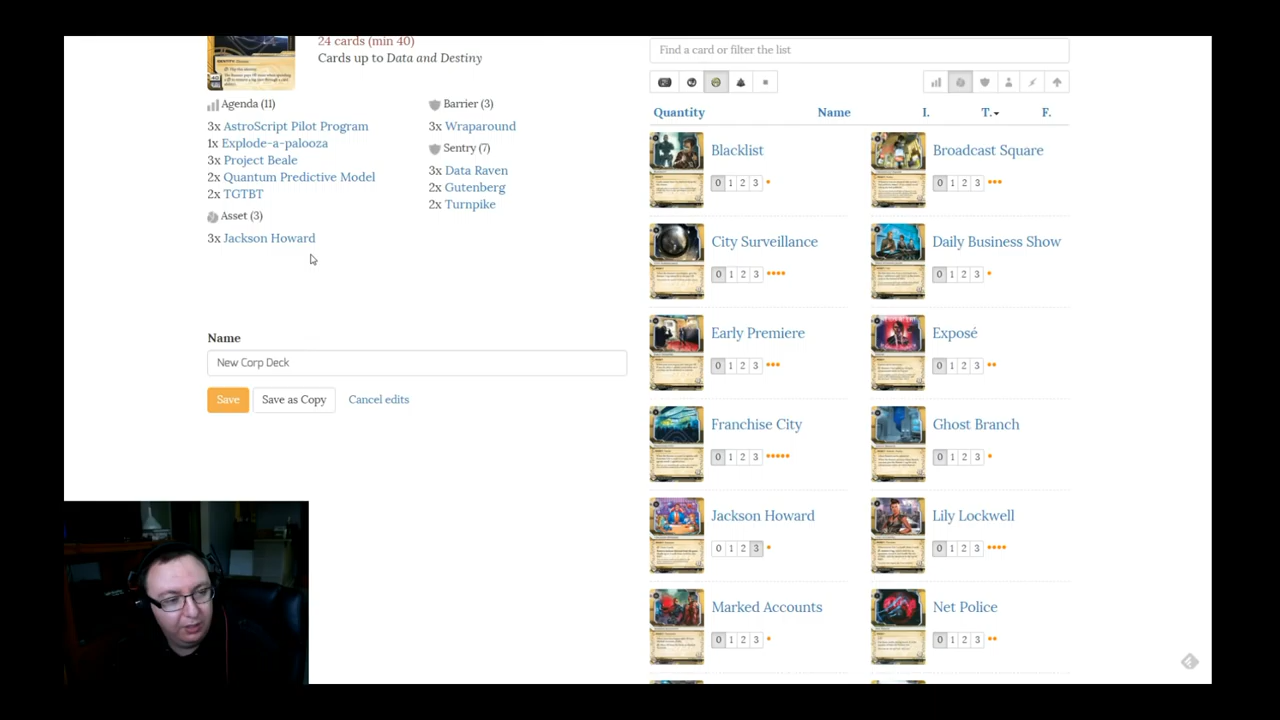 24 cards (min 40)
Cards up to Data and Destiny
Agenda (11)
3x AstroScript Pilot Program
1x Explode-a-palooza
3x Project Beale
2x Quantum Predictive Model
2x TGTBT
Asset (3)
3x Jackson Howard
Barrier (3)
3x Wraparound
Sentry (7)
3x Data Raven
2x Gutenberg
2x Turnpike
Name
New Corp Deck
Save
Save as Copy
Cancel edits
Find a card or filter the list
Quantity Name I. T. F.
Blacklist
0 1 2 3
Broadcast Square
0 1 2 3
City Surveillance
0 1 2 3
Daily Business Show
0 1 2 3
Early Premiere
0 1 2 3
Exposé
0 1 2 3
Franchise City
0 1 2 3
Ghost Branch
0 1 2 3
Jackson Howard
0 1 2 3
Lily Lockwell
0 1 2 3
Marked Accounts
0 1 2 3
Net Police
0 1 2 3